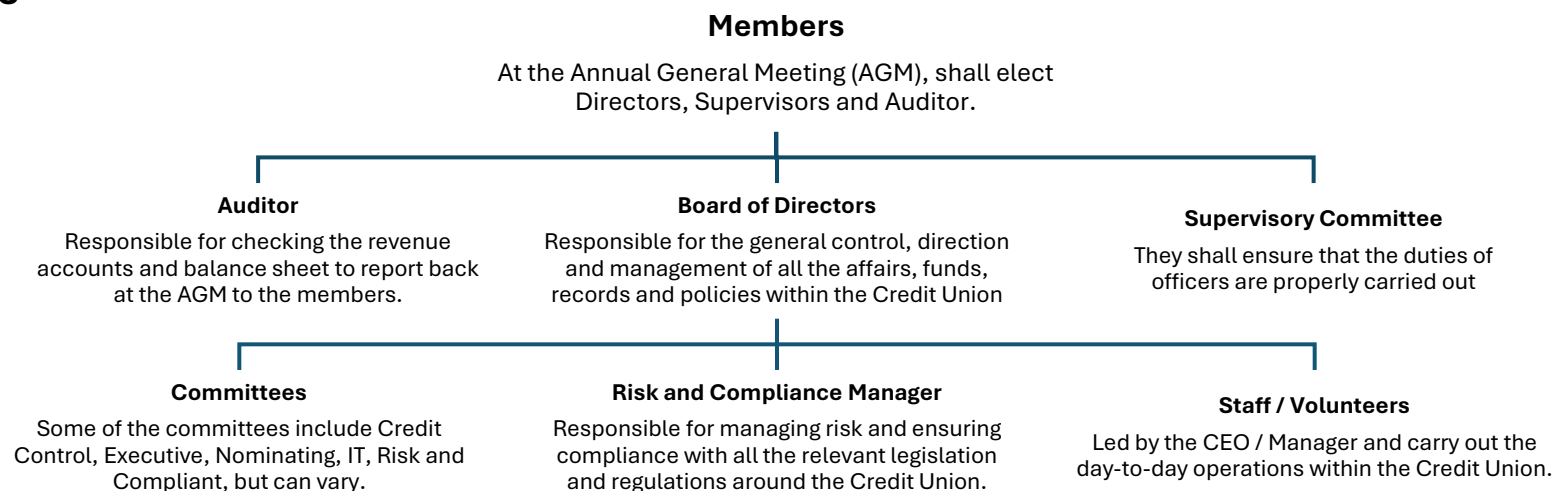 Members
At the Annual General Meeting (AGM), shall elect
Directors, Supervisors and Auditor.
Auditor
Responsible for checking the revenue
accounts and balance sheet to report back
at the AGM to the members.
Board of Directors
Responsible for the general control, direction
and management of all the affairs, funds,
records and policies within the Credit Union
Supervisory Committee
They shall ensure that the duties of
officers are properly carried out
Committees
Some of the committees include Credit
Control, Executive, Nominating, IT, Risk and
Compliant, but can vary.
Risk and Compliance Manager
Responsible for managing risk and ensuring
compliance with all the relevant legislation
and regulations around the Credit Union.
Staff / Volunteers
Led by the CEO / Manager and carry out the
day-to-day operations within the Credit Union.